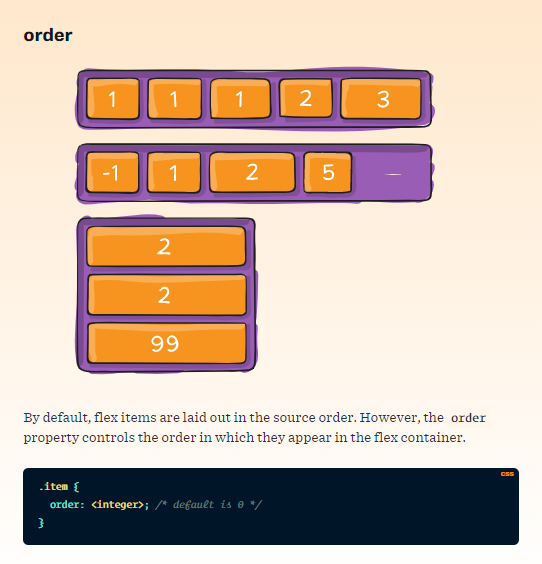 order
1 1 1 2 3
-1 1 2 5
2
2
99
By default, flex items are laid out in the source order. However, the order
property controls the order in which they appear in the flex container.
css
.item {
order: <integer>; /* default is 0 */
}